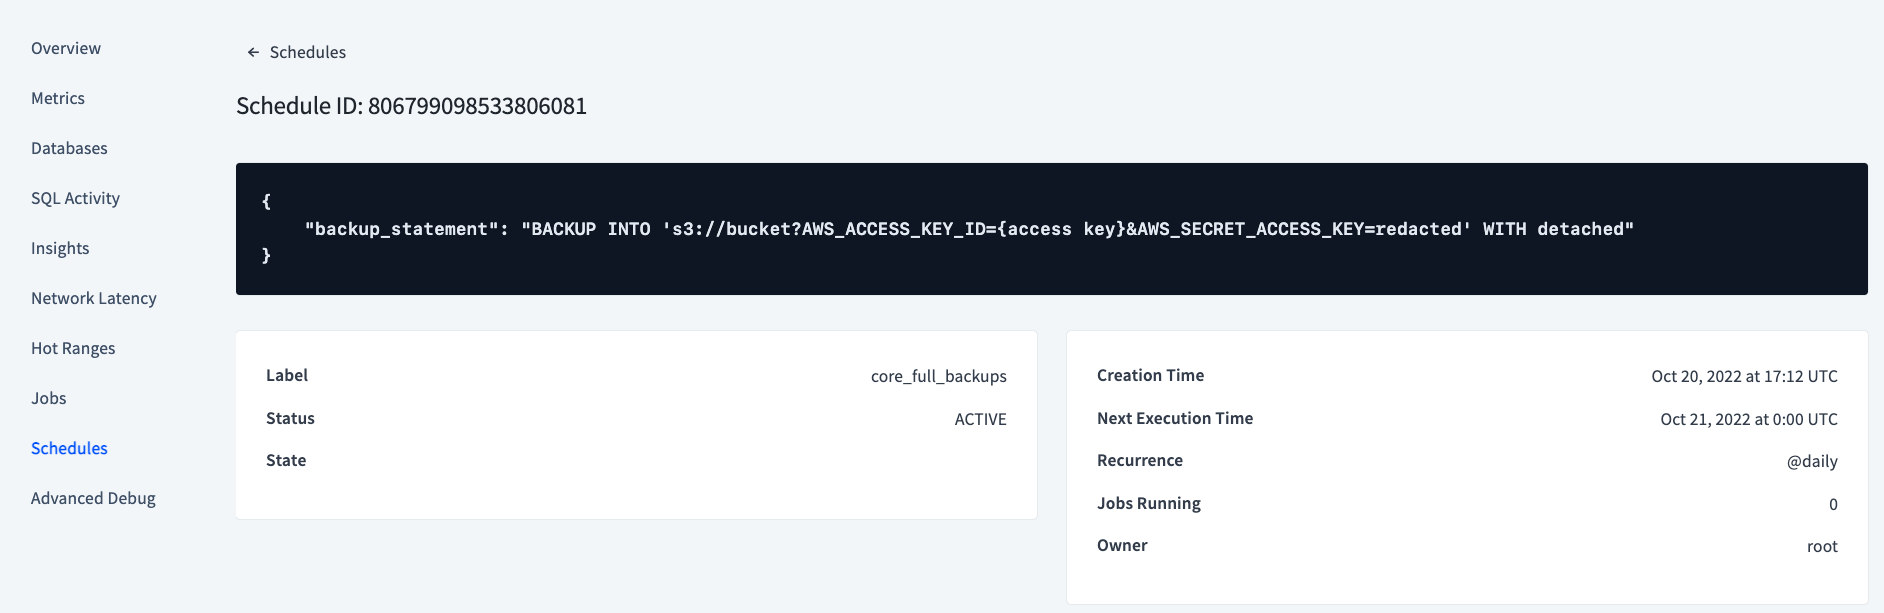 Overview
Metrics
Databases
SQL Activity
Insights
Network Latency
Hot Ranges
Jobs
Schedules
Advanced Debug
← Schedules
Schedule ID: 806799098533806081
{
"backup_statement": "BACKUP INTO 's3://bucket?AWS_ACCESS_KEY_ID={access key}&AWS_SECRET_ACCESS_KEY=redacted' WITH detached"
}
Label core_full_backups
Status ACTIVE
State
Creation Time Oct 20, 2022 at 17:12 UTC
Next Execution Time Oct 21, 2022 at 0:00 UTC
Recurrence @daily
Jobs Running 0
Owner root